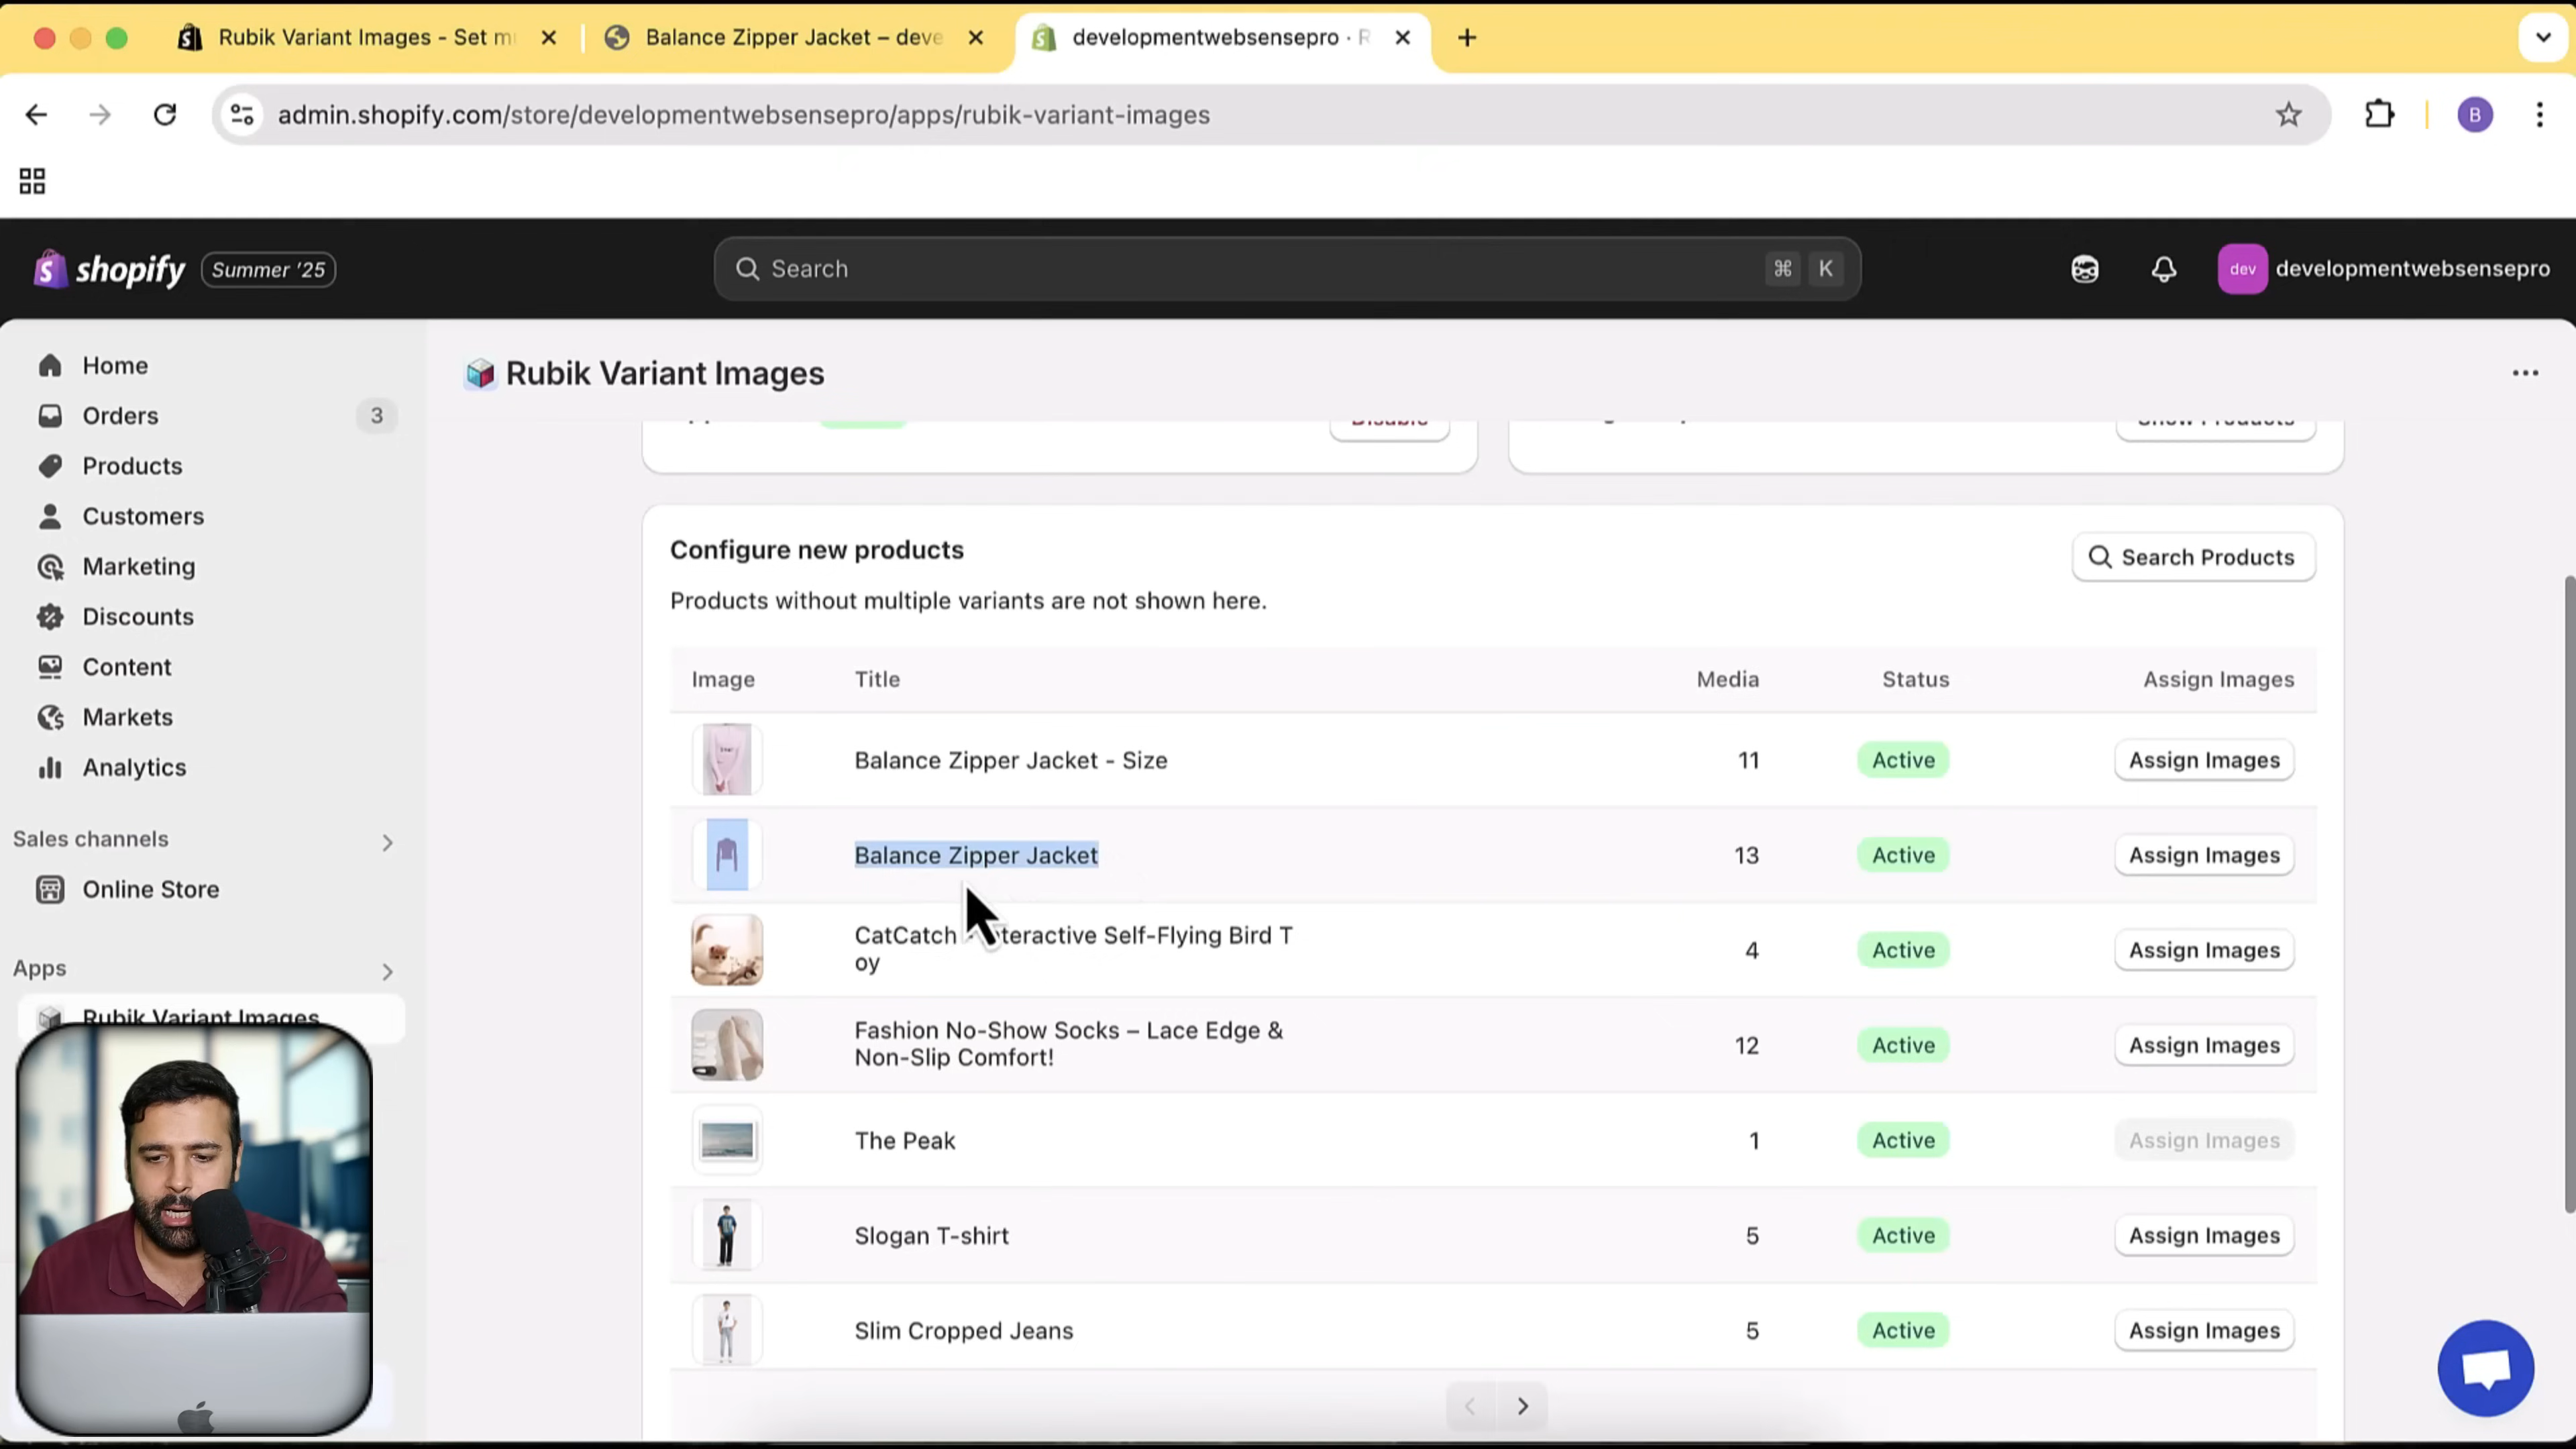 Rubik Variant Images - Set m
Balance Zipper Jacket – deve
developmentwebsensepro · R
admin.shopify.com/store/developmentwebsensepro/apps/rubik-variant-images
B
shopify
Summer '25
Search
⌘ K
dev
developmentwebsensepro
Home
Orders
3
Products
Customers
Marketing
Discounts
Content
Markets
Analytics
Sales channels
Online Store
Apps
Rubik Variant Images
Rubik Variant Images
Disable
Show Products
Configure new products
Search Products
Products without multiple variants are not shown here.
Image Title Media Status Assign Images
Balance Zipper Jacket - Size 11 Active Assign Images
Balance Zipper Jacket 13 Active Assign Images
CatCatch Interactive Self-Flying Bird T
oy
4 Active Assign Images
Fashion No-Show Socks – Lace Edge &
Non-Slip Comfort!
12 Active Assign Images
The Peak 1 Active Assign Images
Slogan T-shirt 5 Active Assign Images
Slim Cropped Jeans 5 Active Assign Images